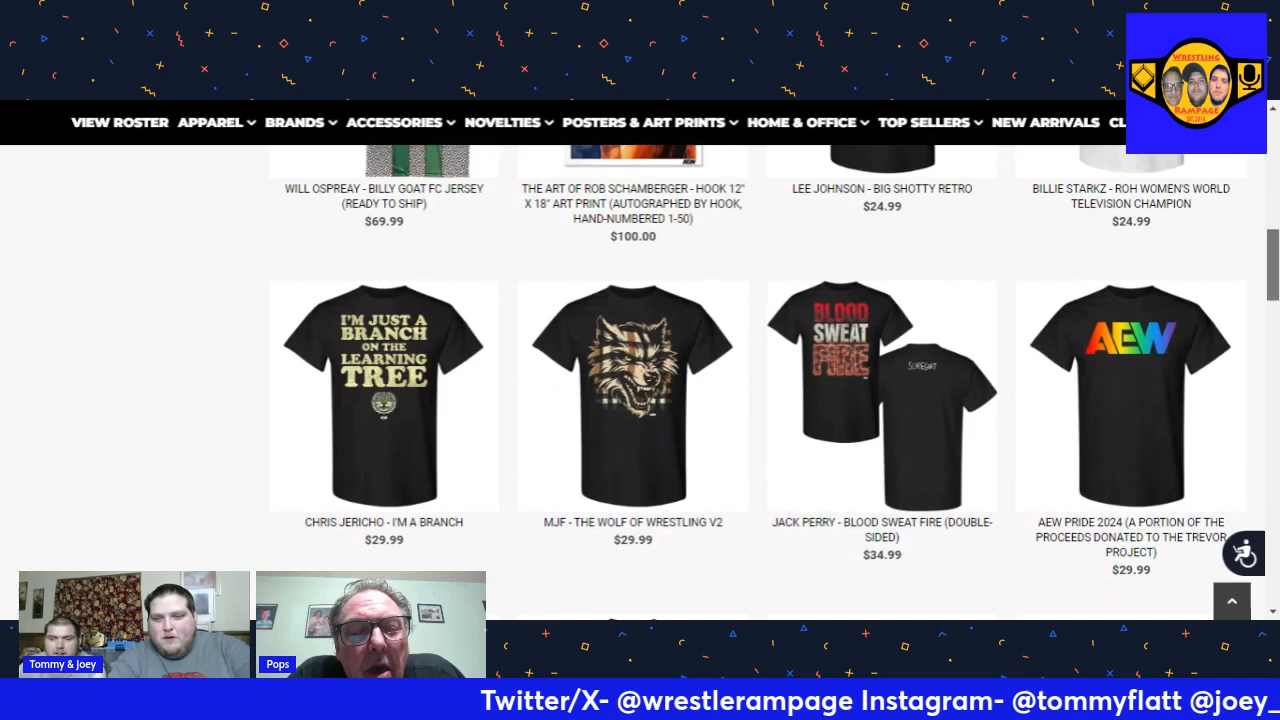 WRESTLING
RAMPAGE
EST. 2016
VIEW ROSTER APPAREL BRANDS ACCESSORIES NOVELTIES POSTERS & ART PRINTS HOME & OFFICE TOP SELLERS NEW ARRIVALS CL
WILL OSPREAY - BILLY GOAT FC JERSEY
(READY TO SHIP)
$69.99
THE ART OF ROB SCHAMBERGER - HOOK 12"
X 18" ART PRINT (AUTOGRAPHED BY HOOK,
HAND-NUMBERED 1-50)
$100.00
LEE JOHNSON - BIG SHOTTY RETRO
$24.99
BILLIE STARKZ - ROH WOMEN'S WORLD
TELEVISION CHAMPION
$24.99
I'M JUST A
BRANCH
ON THE
LEARNING
TREE
BLOOD
SWEAT
FIRE
SCAPEGOAT
AEW
CHRIS JERICHO - I'M A BRANCH
$29.99
MJF - THE WOLF OF WRESTLING V2
$29.99
JACK PERRY - BLOOD SWEAT FIRE (DOUBLE-
SIDED)
$34.99
AEW PRIDE 2024 (A PORTION OF THE
PROCEEDS DONATED TO THE TREVOR
PROJECT)
$29.99
Tommy & Joey
Pops
Twitter/X- @wrestlerampage Instagram- @tommyflatt @joey_